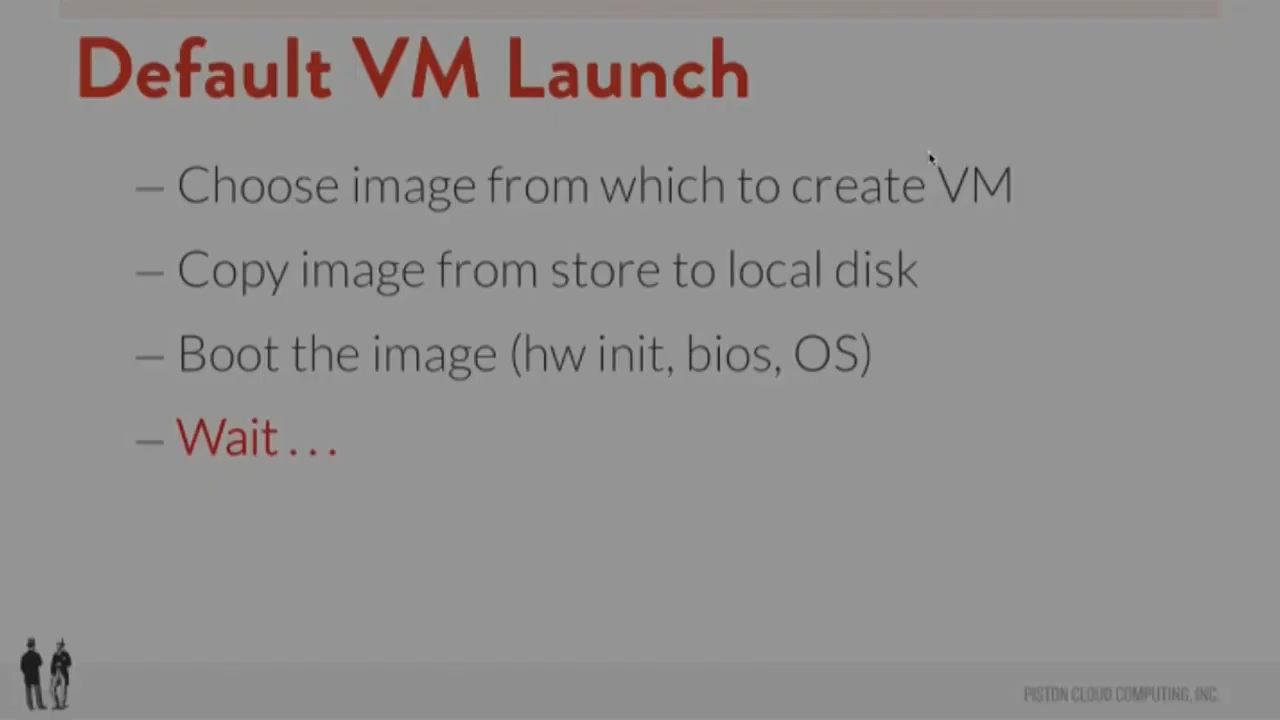 Default VM Launch
– Choose image from which to create VM
– Copy image from store to local disk
– Boot the image (hw init, bios, OS)
– Wait . . .
PISTON CLOUD COMPUTING, INC.